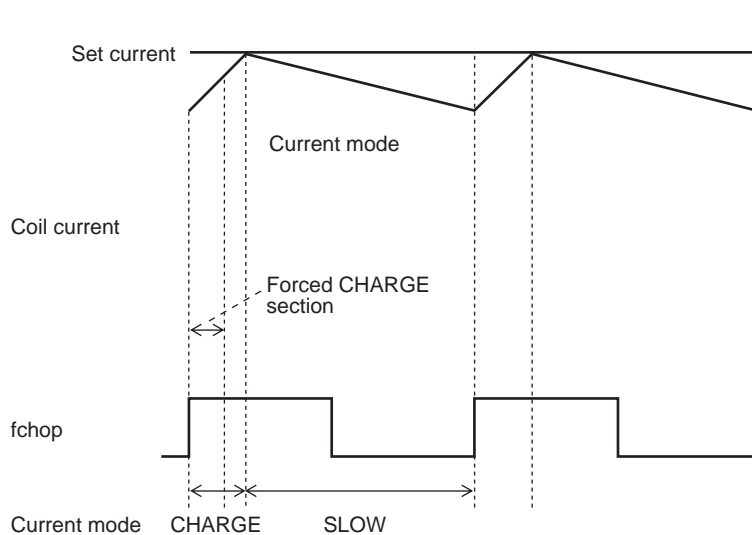 Set current
Current mode
Coil current
Forced CHARGE
section
fchop
Current mode CHARGE SLOW